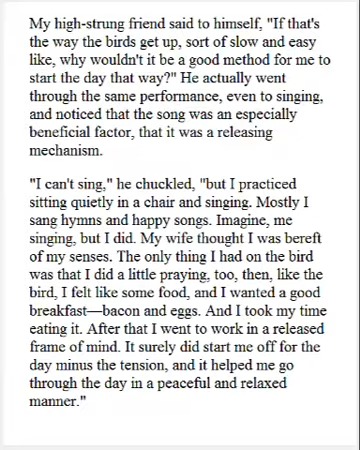 My high-strung friend said to himself, "If that's
the way the birds get up, sort of slow and easy
like, why wouldn't it be a good method for me to
start the day that way?" He actually went
through the same performance, even to singing,
and noticed that the song was an especially
beneficial factor, that it was a releasing
mechanism.
"I can't sing," he chuckled, "but I practiced
sitting quietly in a chair and singing. Mostly I
sang hymns and happy songs. Imagine, me
singing, but I did. My wife thought I was bereft
of my senses. The only thing I had on the bird
was that I did a little praying, too, then, like the
bird, I felt like some food, and I wanted a good
breakfast—bacon and eggs. And I took my time
eating it. After that I went to work in a released
frame of mind. It surely did start me off for the
day minus the tension, and it helped me go
through the day in a peaceful and relaxed
manner."